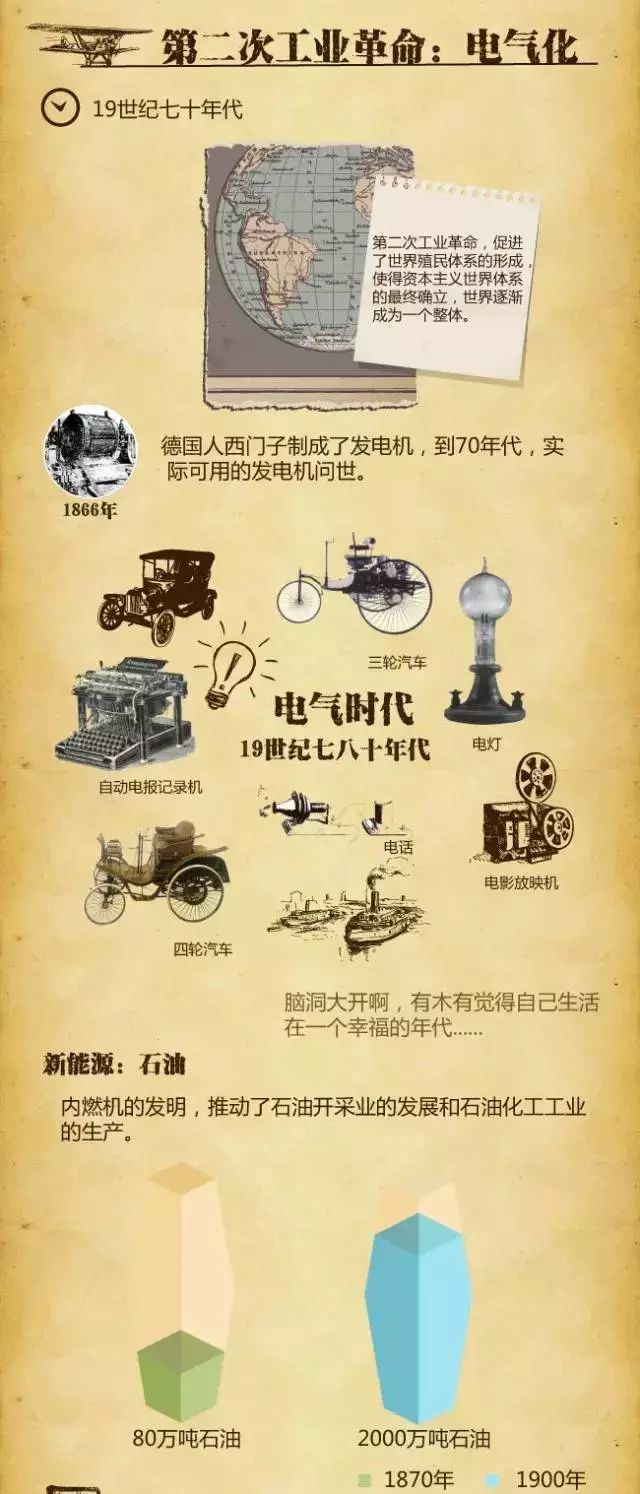 第二次工业革命：电气化
19世纪七十年代
第二次工业革命，促进
了世界殖民体系的形成，
使得资本主义世界体系
的最终确立，世界逐渐
成为一个整体。
德国人西门子制成了发电机，到70年代，实
际可用的发电机问世。
1866年
三轮汽车
电气时代
19世纪七八十年代
电灯
自动电报记录机
电话
电影放映机
四轮汽车
脑洞大开啊，有木有觉得自己生活
在一个幸福的年代......
新能源：石油
内燃机的发明，推动了石油开采业的发展和石油化工工业
的生产。
80万吨石油
2000万吨石油
1870年
1900年